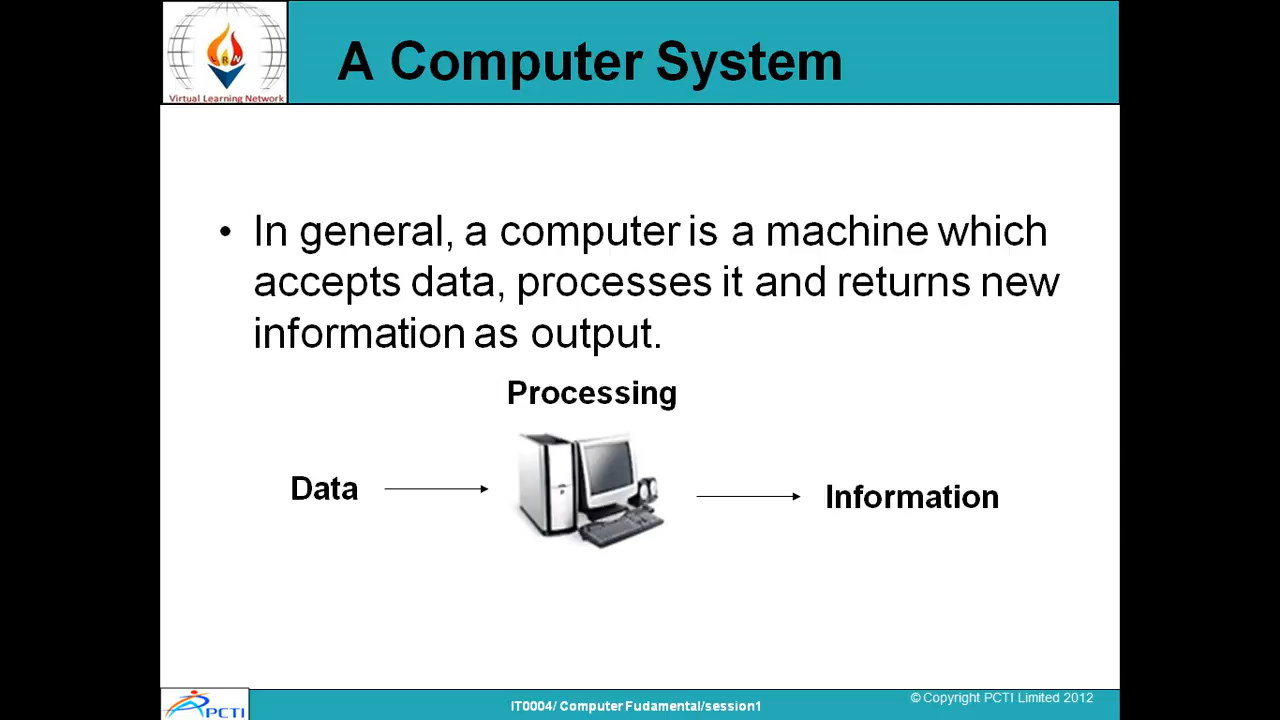 A Computer System
LRN
Virtual Learning Network
• In general, a computer is a machine which
accepts data, processes it and returns new
information as output.
Processing
Data
Information
PCTI
IT0004/ Computer Fudamental/session1
© Copyright PCTI Limited 2012